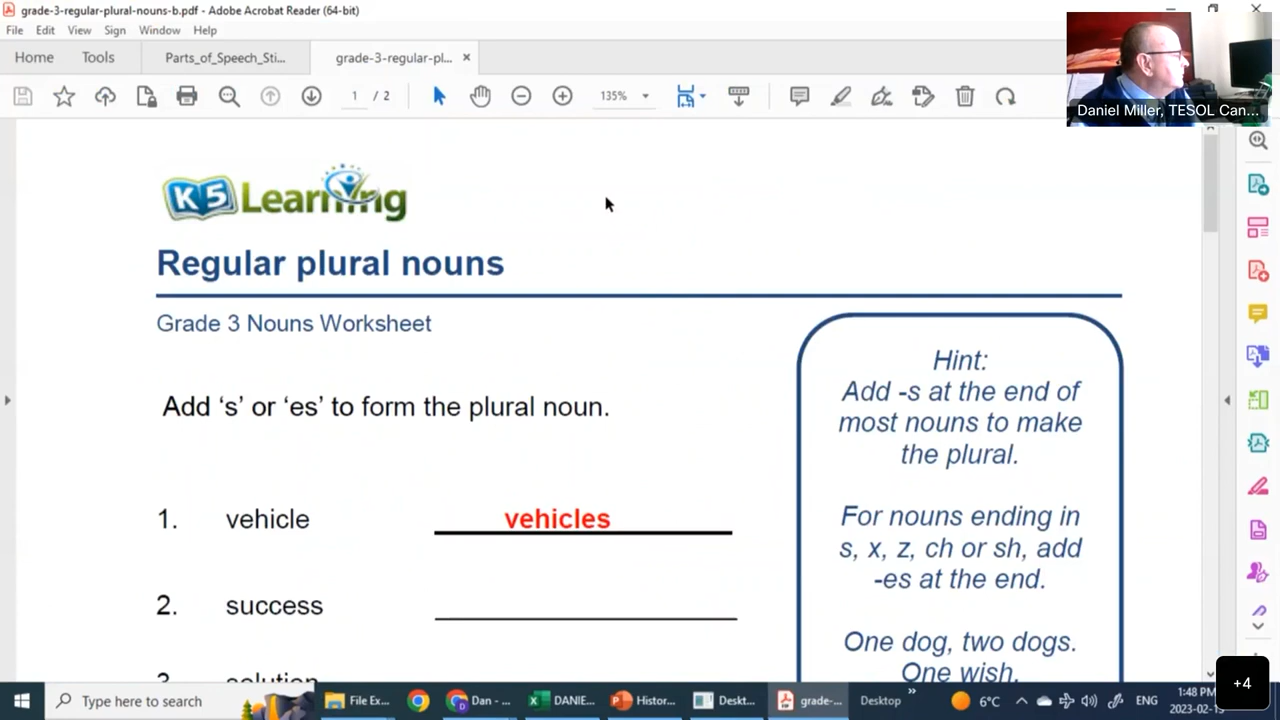 grade-3-regular-plural-nouns-b.pdf - Adobe Acrobat Reader (64-bit)
File Edit View Sign Window Help
Home Tools Parts_of_Speech_Sti... grade-3-regular-pl... ×
1 / 2 135%
Daniel Miller, TESOL Can...
K5 Learning
Regular plural nouns
Grade 3 Nouns Worksheet
Add ‘s’ or ‘es’ to form the plural noun.
1. vehicle vehicles
2. success
3. solution
Hint:
Add -s at the end of
most nouns to make
the plural.
For nouns ending in
s, x, z, ch or sh, add
-es at the end.
One dog, two dogs.
One wish,
Type here to search
File Ex...
Dan - ...
DANIE...
Histor...
Deskt...
grade-...
Desktop
6°C
ENG
1:48 PM
+4